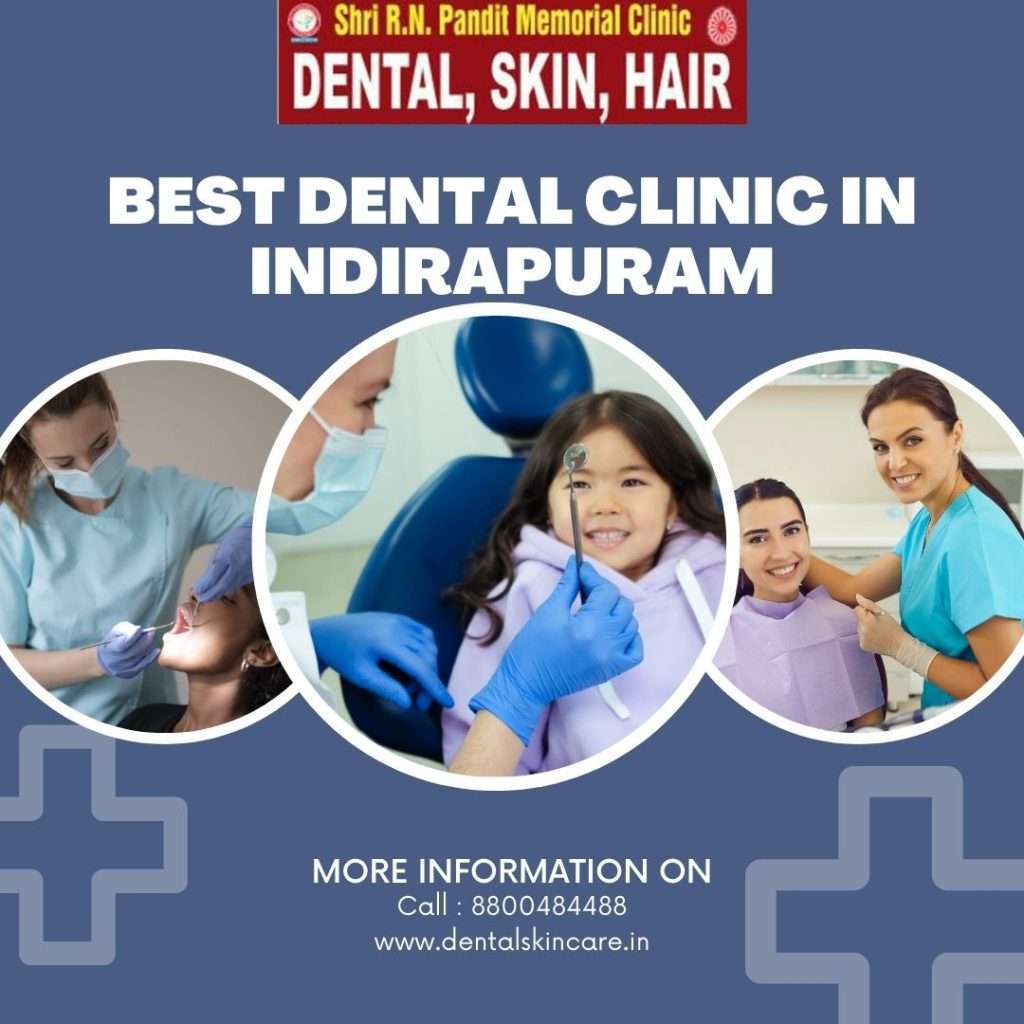 Shri R.N. Pandit Memorial Clinic
DENTAL, SKIN, HAIR
BEST DENTAL CLINIC IN
INDIRAPURAM
MORE INFORMATION ON
Call : 8800484488
www.dentalskincare.in